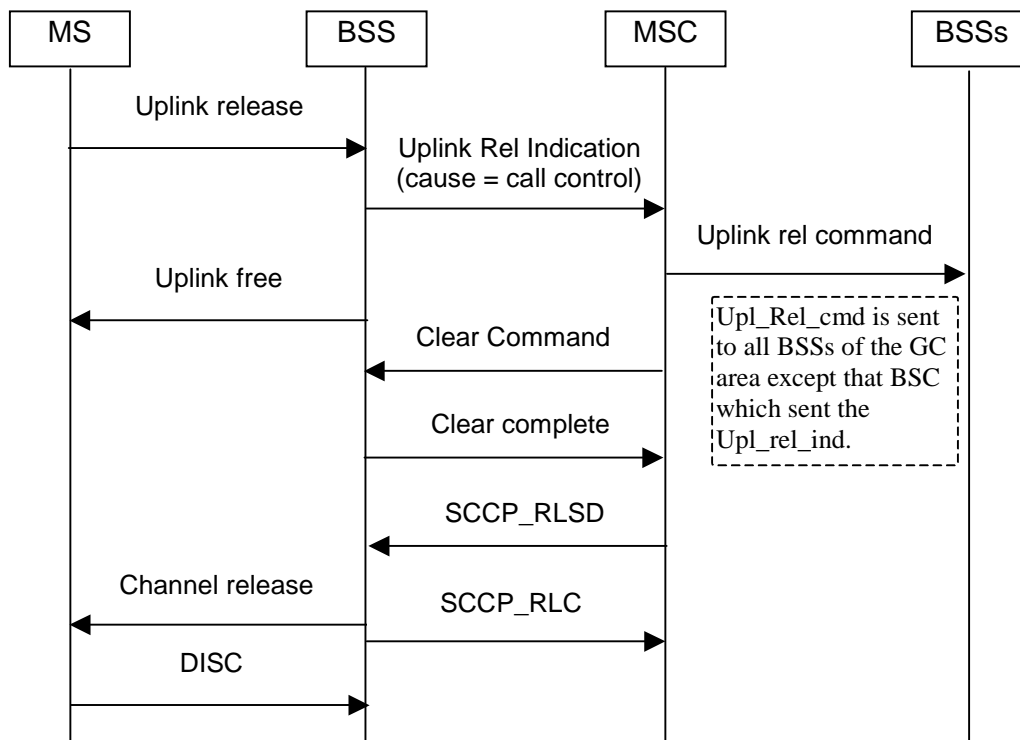 MS
BSS
MSC
BSSs
Uplink release
Uplink Rel Indication
(cause = call control)
Uplink rel command
Uplink free
Upl_Rel_cmd is sent
to all BSSs of the GC
area except that BSC
which sent the
Upl_rel_ind.
Clear Command
Clear complete
SCCP_RLSD
Channel release
SCCP_RLC
DISC